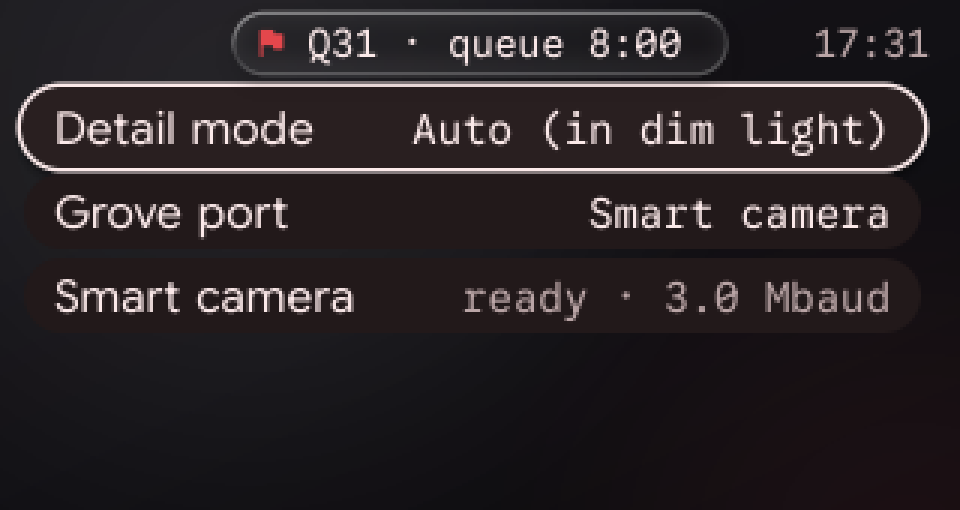 Q31 · queue 8:00
17:31
Detail mode Auto (in dim light)
Grove port Smart camera
Smart camera ready · 3.0 Mbaud